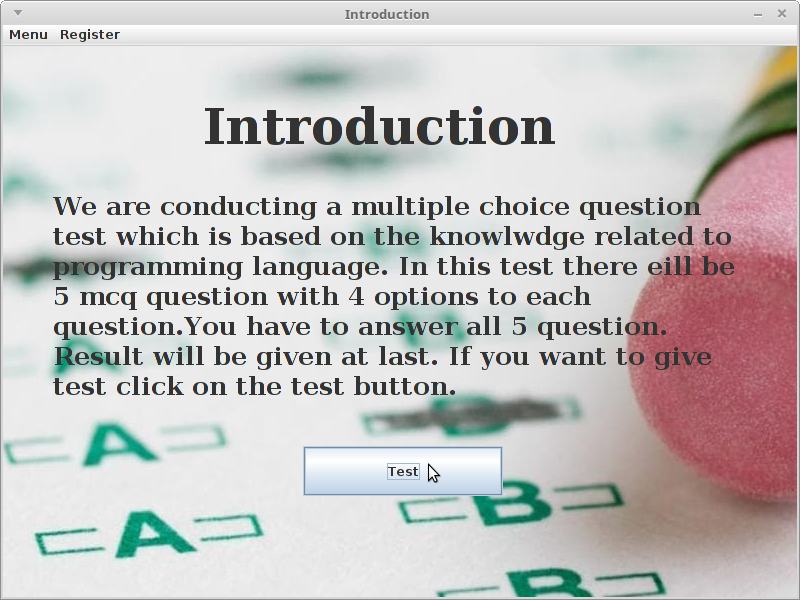 Introduction
Menu Register
Introduction
We are conducting a multiple choice question
test which is based on the knowlwdge related to
programming language. In this test there eill be
5 mcq question with 4 options to each
question.You have to answer all 5 question.
Result will be given at last. If you want to give
test click on the test button.
A
B
A
B
Test
A
B
A
B